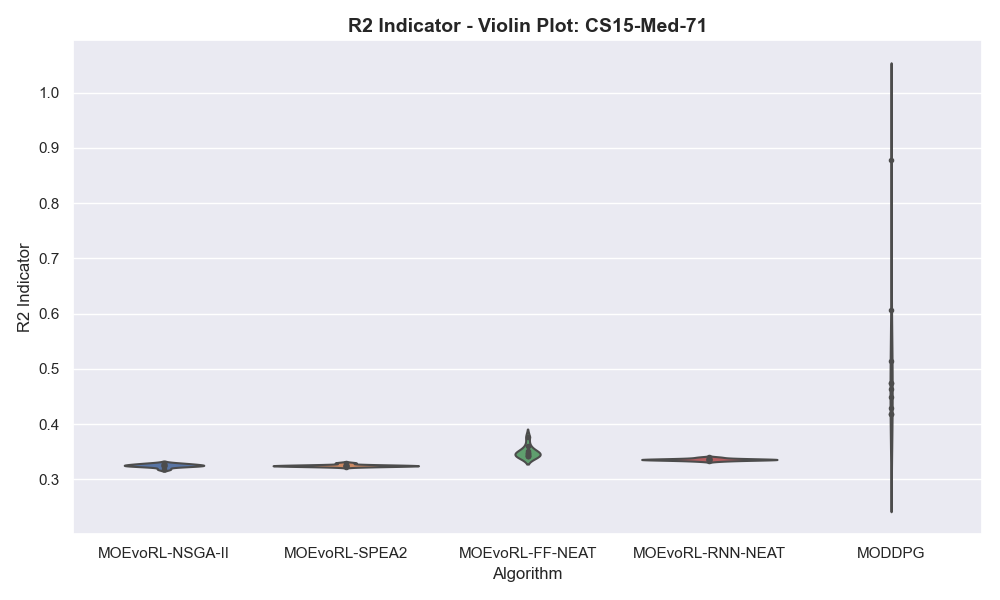 R2 Indicator - Violin Plot: CS15-Med-71
R2 Indicator
1.0
0.9
0.8
0.7
0.6
0.5
0.4
0.3
MOEvoRL-NSGA-II MOEvoRL-SPEA2 MOEvoRL-FF-NEAT MOEvoRL-RNN-NEAT MODDPG
Algorithm